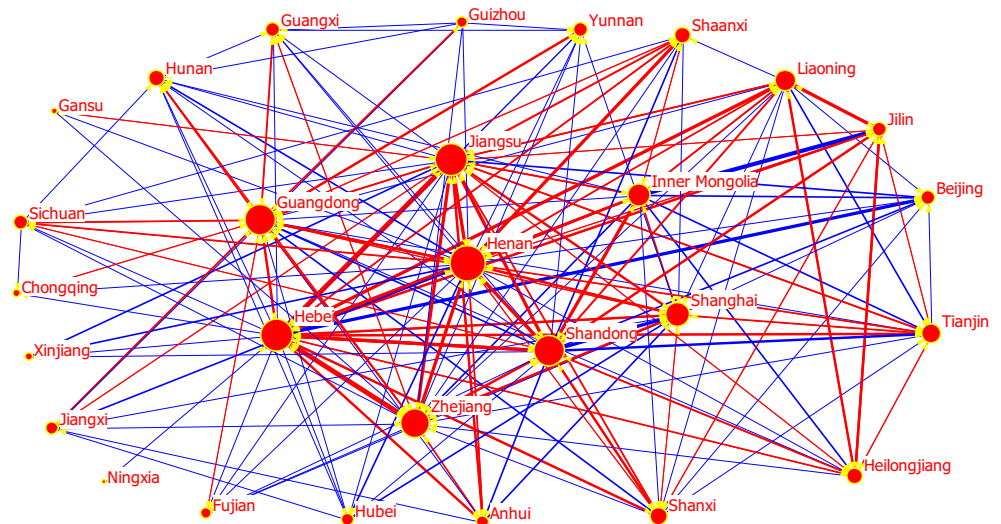 Guangxi
Guizhou
Yunnan
Shaanxi
Hunan
Liaoning
Gansu
Jilin
Jiangsu
Inner Mongolia
Beijing
Guangdong
Sichuan
Henan
Chongqing
Shanghai
Hebei
Tianjin
Xinjiang
Shandong
Zhejiang
Jiangxi
Heilongjiang
Ningxia
Fujian
Hubei
Anhui
Shanxi